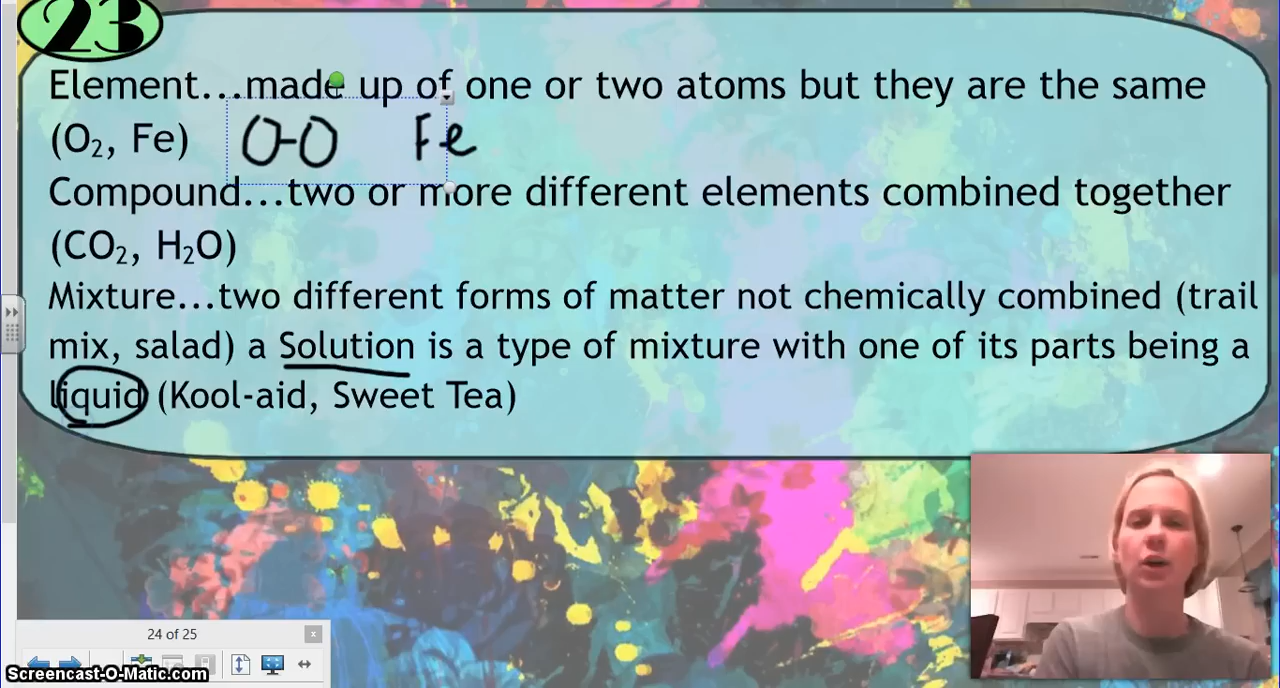 23
Element...made up of one or two atoms but they are the same
(O₂, Fe) O-O Fe
Compound...two or more different elements combined together
(CO₂, H₂O)
Mixture...two different forms of matter not chemically combined (trail
mix, salad) a Solution is a type of mixture with one of its parts being a
liquid (Kool-aid, Sweet Tea)
24 of 25
Screencast-O-Matic.com